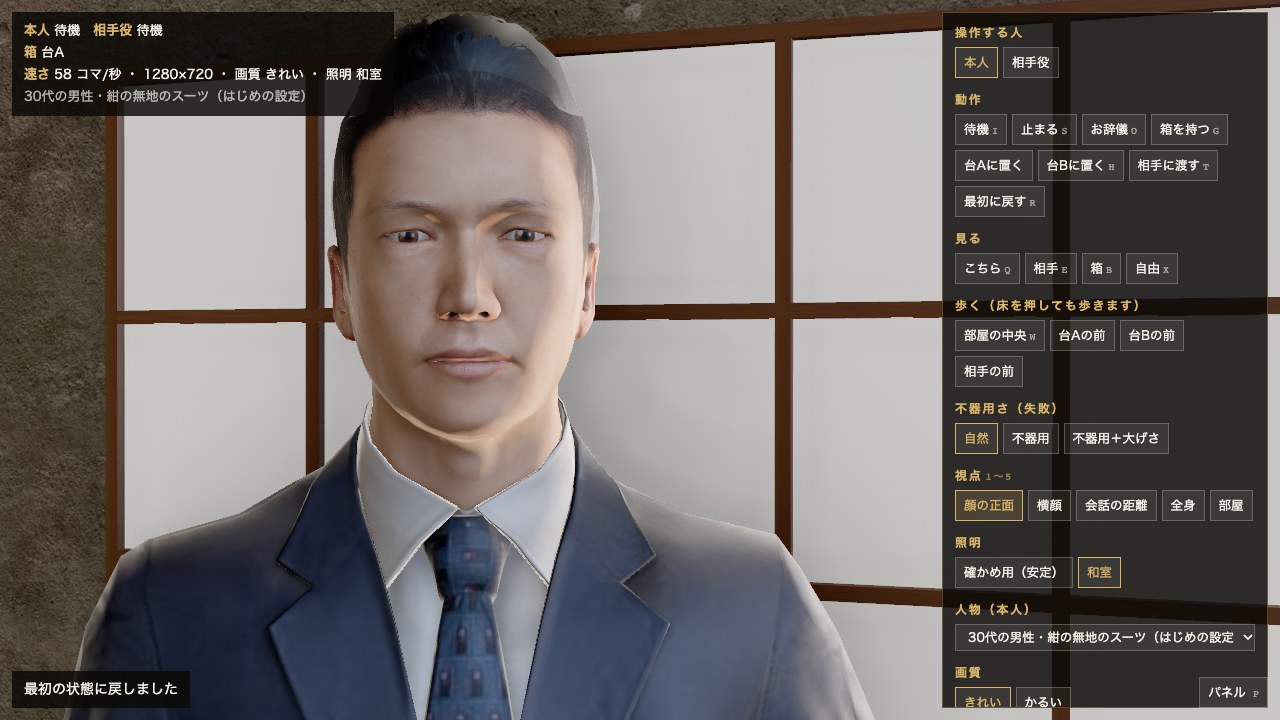 本人 待機 相手役 待機
箱 台A
速さ 58 コマ/秒 ・ 1280×720 ・ 画質 きれい ・ 照明 和室
30代の男性・紺の無地のスーツ（はじめの設定）
操作する人
本人 相手役
動作
待機 I 止まる S お辞儀 O 箱を持つ G
台Aに置く 台Bに置く H 相手に渡す T
最初に戻す R
見る
こちら Q 相手 E 箱 B 自由 X
歩く（床を押しても歩きます）
部屋の中央 W 台Aの前 台Bの前
相手の前
不器用さ（失敗）
自然 不器用 不器用＋大げさ
視点 1～5
顔の正面 横顔 会話の距離 全身 部屋
照明
確かめ用（安定） 和室
人物（本人）
30代の男性・紺の無地のスーツ（はじめの設定
画質
きれい かるい
パネル P
最初の状態に戻しました